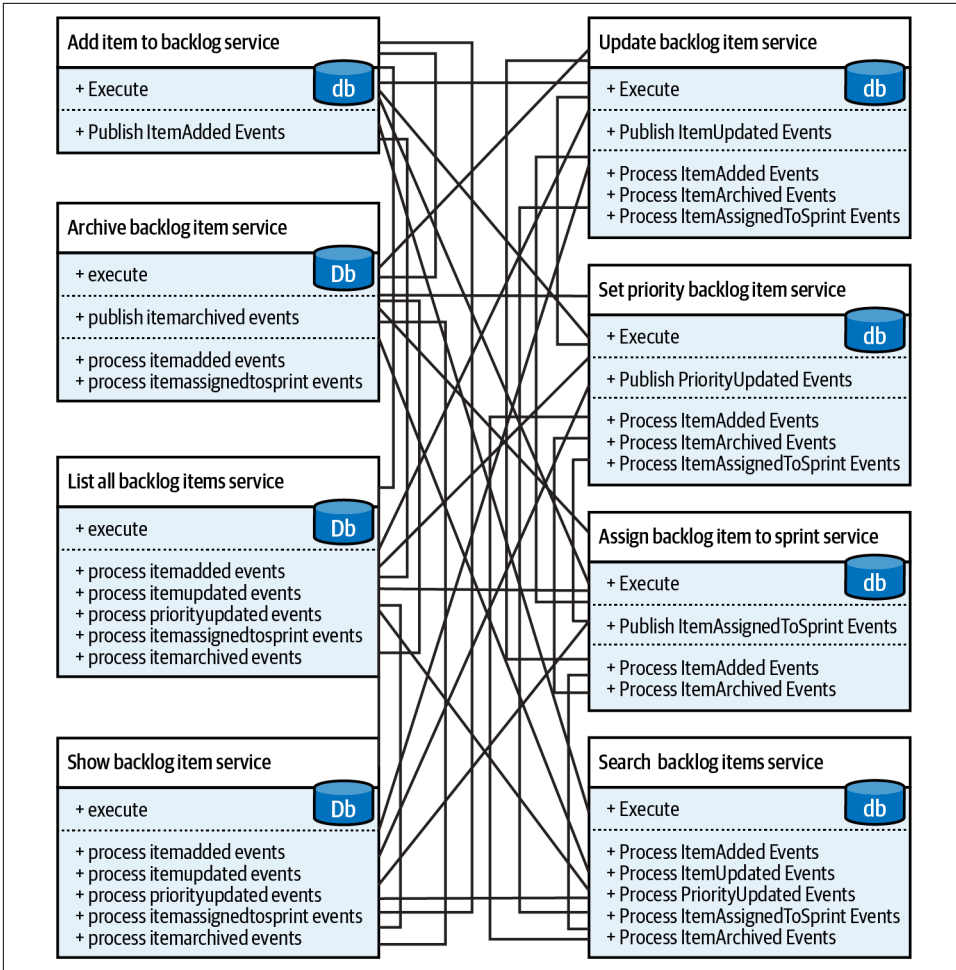 Add item to backlog service
+ Execute
db
+ Publish ItemAdded Events
Archive backlog item service
+ execute
Db
+ publish itemarchived events
+ process itemadded events
+ process itemassignedtosprint events
List all backlog items service
+ execute
Db
+ process itemadded events
+ process itemupdated events
+ process priorityupdated events
+ process itemassignedtosprint events
+ process itemarchived events
Show backlog item service
+ execute
Db
+ process itemadded events
+ process itemupdated events
+ process priorityupdated events
+ process itemassignedtosprint events
+ process itemarchived events
Update backlog item service
+ Execute
db
+ Publish ItemUpdated Events
+ Process ItemAdded Events
+ Process ItemArchived Events
+ Process ItemAssignedToSprint Events
Set priority backlog item service
+ Execute
db
+ Publish PriorityUpdated Events
+ Process ItemAdded Events
+ Process ItemArchived Events
+ Process ItemAssignedToSprint Events
Assign backlog item to sprint service
+ Execute
db
+ Publish ItemAssignedToSprint Events
+ Process ItemAdded Events
+ Process ItemArchived Events
Search backlog items service
+ Execute
db
+ Process ItemAdded Events
+ Process ItemUpdated Events
+ Process PriorityUpdated Events
+ Process ItemAssignedToSprint Events
+ Process ItemArchived Events